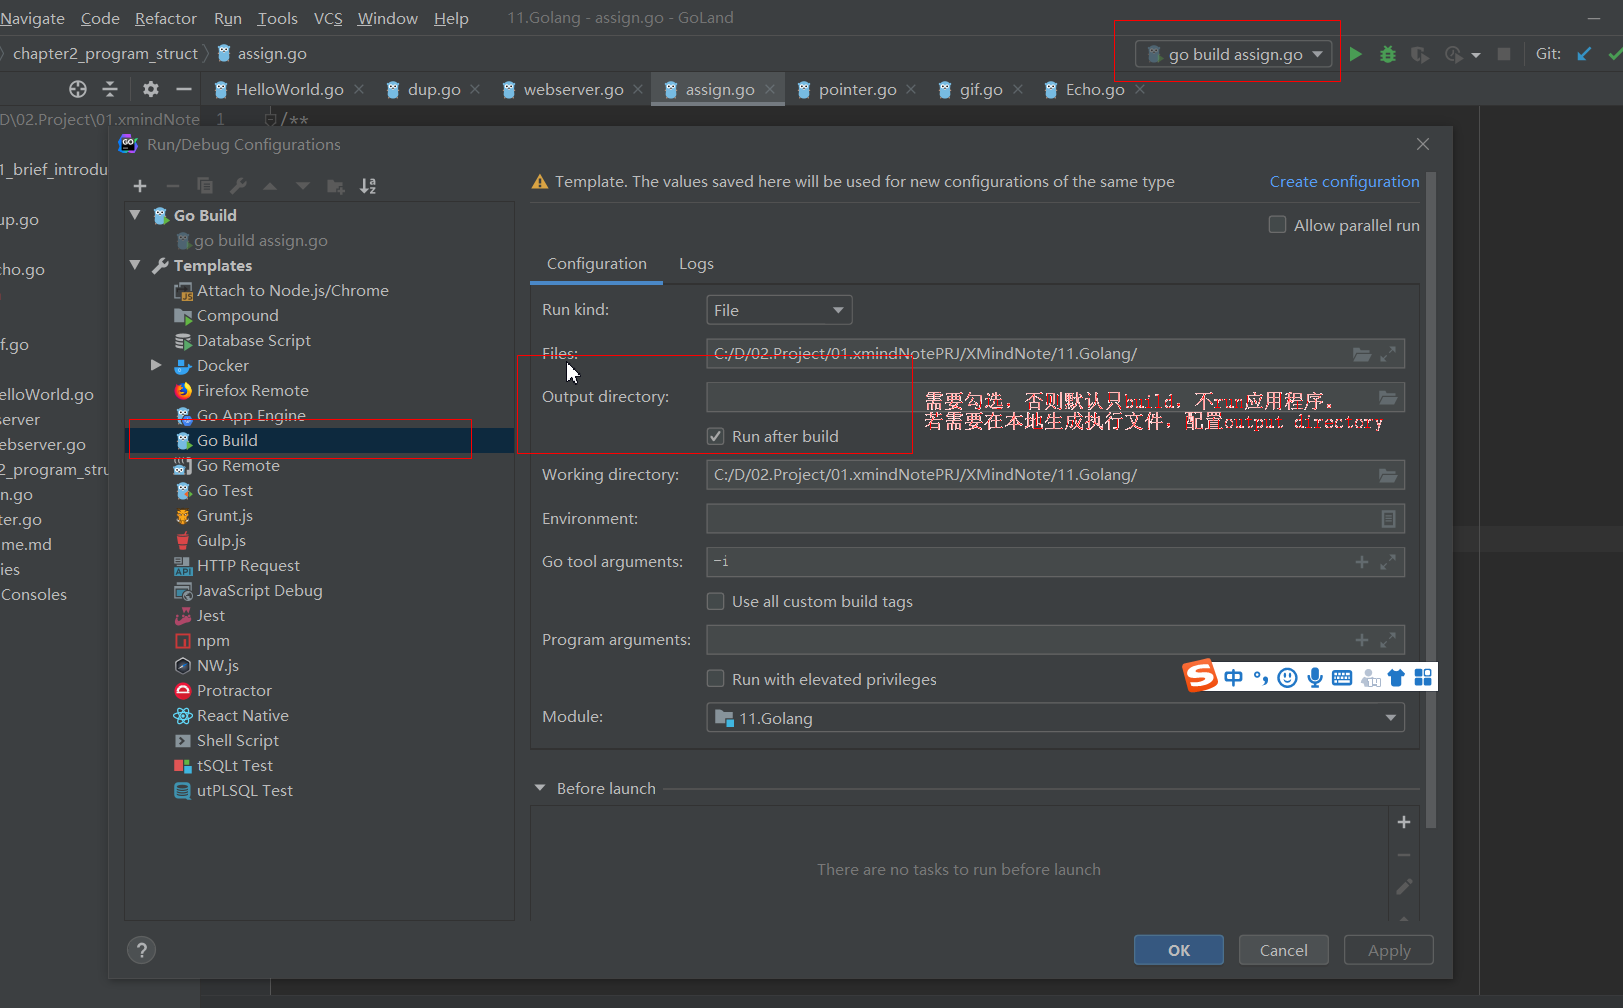 Navigate Code Refactor Run Tools VCS Window Help 11.Golang - assign.go - GoLand
chapter2_program_struct assign.go go build assign.go Git:
HelloWorld.go dup.go webserver.go assign.go pointer.go gif.go Echo.go
D\02.Project\01.xmindNote 1 /**
Run/Debug Configurations
1_brief_introdu
Template. The values saved here will be used for new configurations of the same type Create configuration
Go Build
up.go
Allow parallel run
go build assign.go
Templates
Configuration Logs
cho.go
Attach to Node.js/Chrome
Run kind: File
Compound
Database Script
f.go
Files: C:/D/02.Project/01.xmindNotePRJ/XMindNote/11.Golang/
Docker
Firefox Remote
elloWorld.go
Output directory:
需要勾选，否则默认只build，不run应用程序。
若需要在本地生成执行文件，配置output directory
Go App Engine
erver
Go Build
Run after build
ebserver.go
Go Remote
2_program_stru
Working directory: C:/D/02.Project/01.xmindNotePRJ/XMindNote/11.Golang/
Go Test
n.go
Grunt.js
ter.go
Environment:
Gulp.js
me.md
HTTP Request
ies
Go tool arguments: -i
JavaScript Debug
Consoles
Use all custom build tags
Jest
npm
Program arguments:
NW.js
Run with elevated privileges
中
Protractor
React Native
Module: 11.Golang
Shell Script
tSQLt Test
utPLSQL Test
Before launch
There are no tasks to run before launch
? OK Cancel Apply